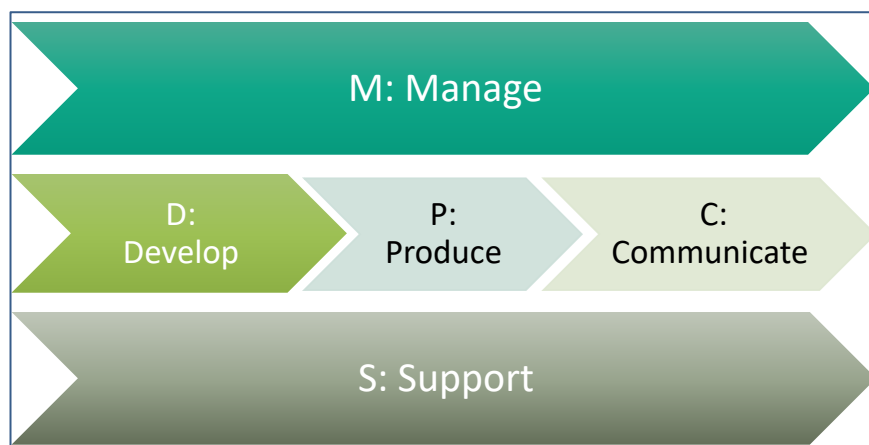 M: Manage
D:
Develop
P:
Produce
C:
Communicate
S: Support